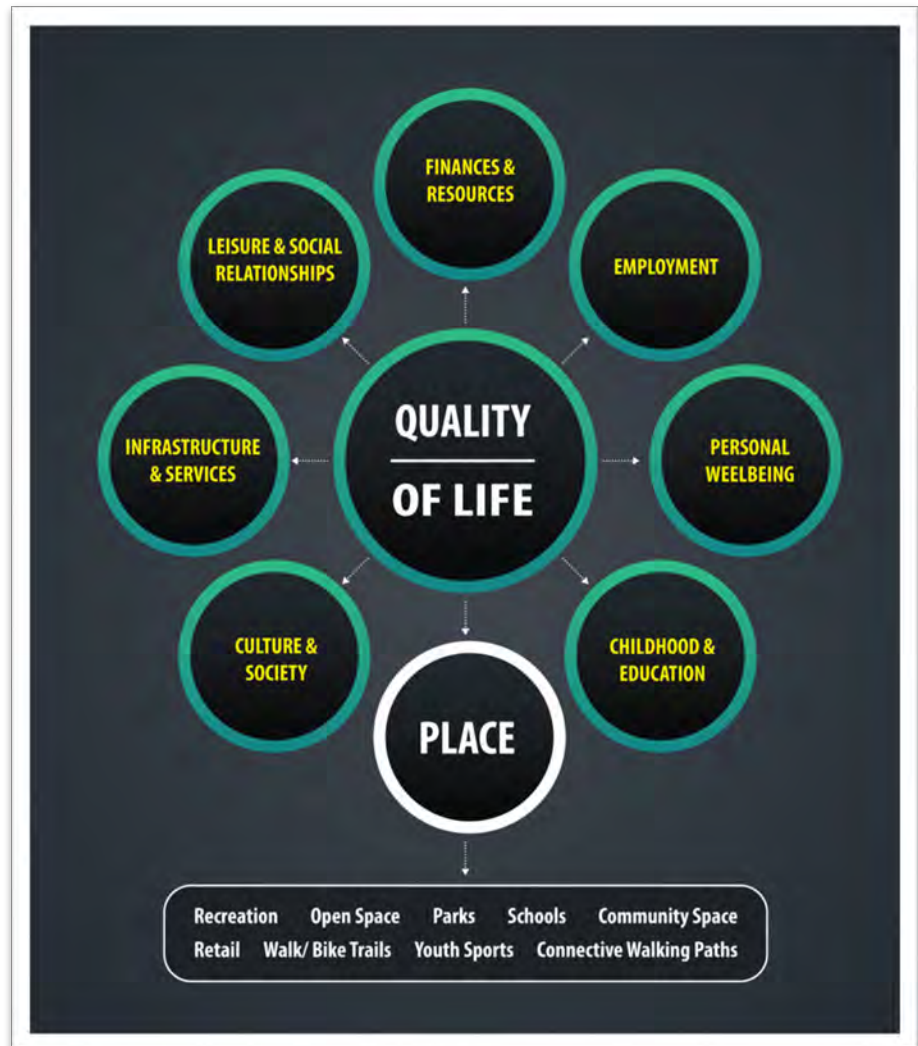 FINANCES &
RESOURCES
LEISURE & SOCIAL
RELATIONSHIPS
EMPLOYMENT
QUALITY
OF LIFE
INFRASTRUCTURE
& SERVICES
PERSONAL
WEELBEING
CULTURE &
SOCIETY
CHILDHOOD &
EDUCATION
PLACE
Recreation Open Space Parks Schools Community Space
Retail Walk/ Bike Trails Youth Sports Connective Walking Paths